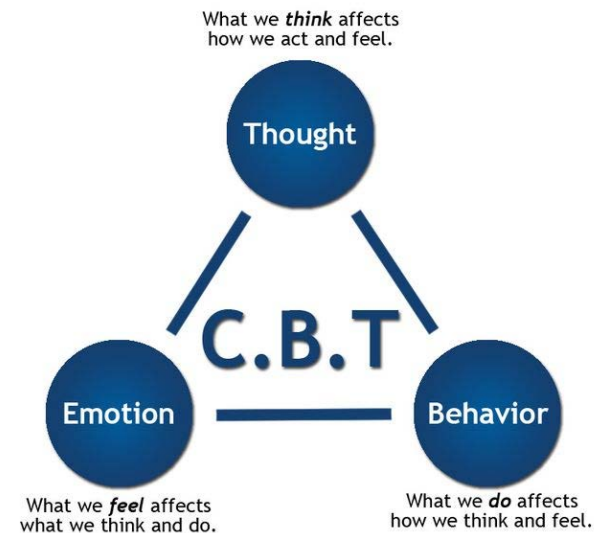 What we think affects
how we act and feel.
Thought
C.B.T
Emotion
Behavior
What we feel affects
what we think and do.
What we do affects
how we think and feel.